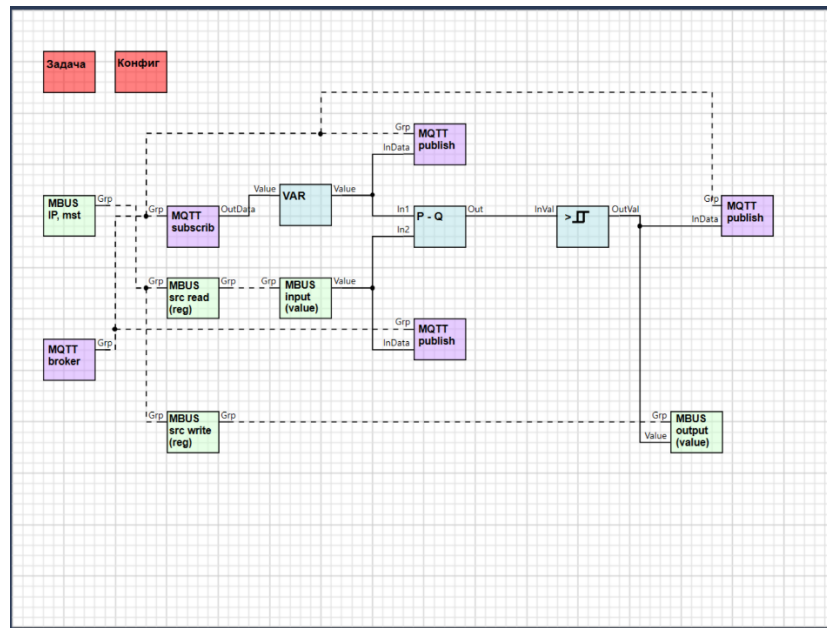 Задача
Конфиг
Grp
MQTT
publish
InData
MBUS
IP, mst
Grp
Grp
MQTT
subscrib
OutData
Value
VAR
Value
In1
In2
P - Q
Out
InVal
>
OutVal
Grp
InData
MQTT
publish
Grp
MBUS
src read
(reg)
Grp
Grp
MBUS
input
(value)
Value
Grp
InData
MQTT
publish
MQTT
broker
Grp
Grp
MBUS
src write
(reg)
Grp
Grp
Value
MBUS
output
(value)